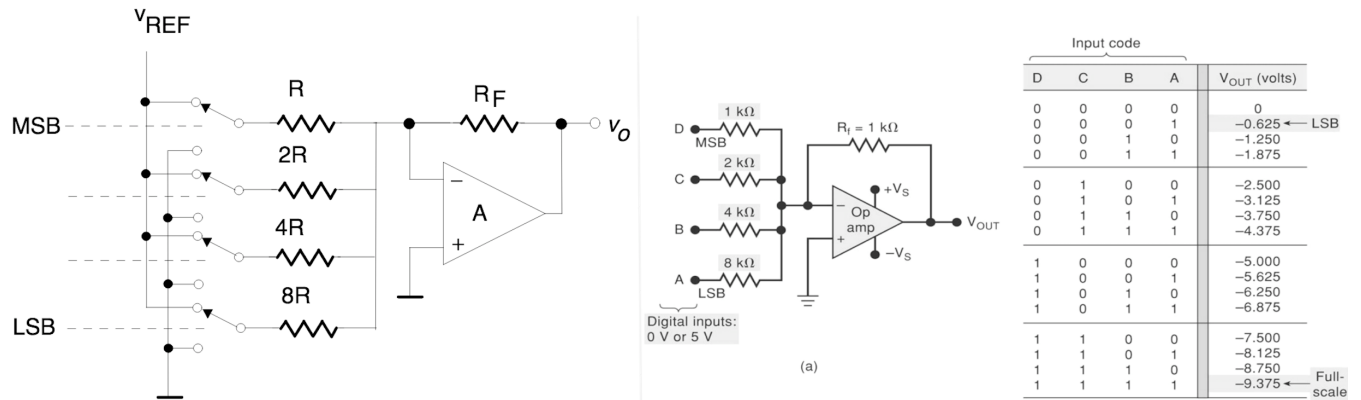 VREF
R
RF
MSB
vo
2R
−
A
4R
+
8R
LSB
1 kΩ
D
MSB
Rf = 1 kΩ
2 kΩ
C
+VS
4 kΩ
−
Op
amp
VOUT
B
+
−VS
8 kΩ
A
LSB
Digital inputs:
0 V or 5 V
(a)
Input code
D C B A VOUT (volts)
0 0 0 0 0
0 0 0 1 −0.625 LSB
0 0 1 0 −1.250
0 0 1 1 −1.875
0 1 0 0 −2.500
0 1 0 1 −3.125
0 1 1 0 −3.750
0 1 1 1 −4.375
1 0 0 0 −5.000
1 0 0 1 −5.625
1 0 1 0 −6.250
1 0 1 1 −6.875
1 1 0 0 −7.500
1 1 0 1 −8.125
1 1 1 0 −8.750
1 1 1 1 −9.375 Full-
scale